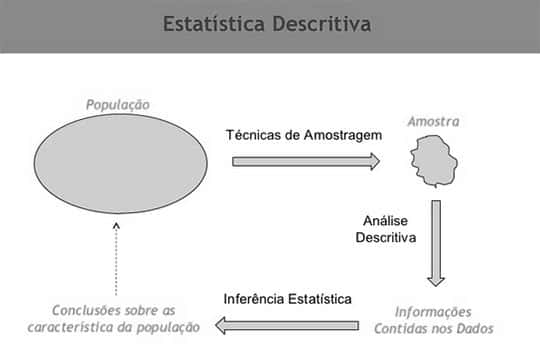 Estatística Descritiva
População
Técnicas de Amostragem
Amostra
Análise
Descritiva
Inferência Estatística
Conclusões sobre as
característica da população
Informações
Contidas nos Dados